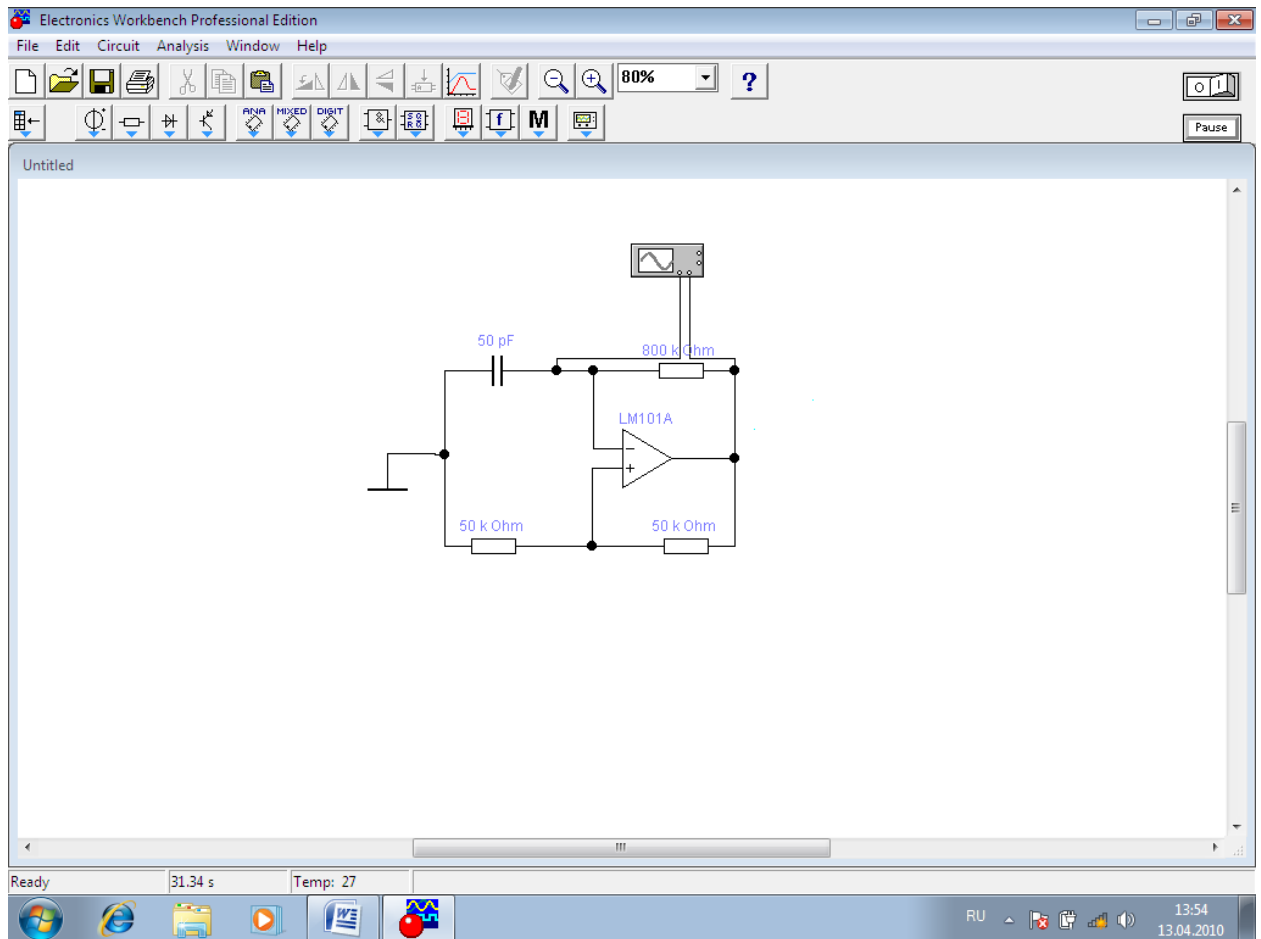 Electronics Workbench Professional Edition
File Edit Circuit Analysis Window Help
80%
?
ANA MIXED DIGIT
& f M
Pause
Untitled
50 pF
800 k Ohm
LM101A
50 k Ohm 50 k Ohm
Ready 31.34 s Temp: 27
RU 13:54
13.04.2010